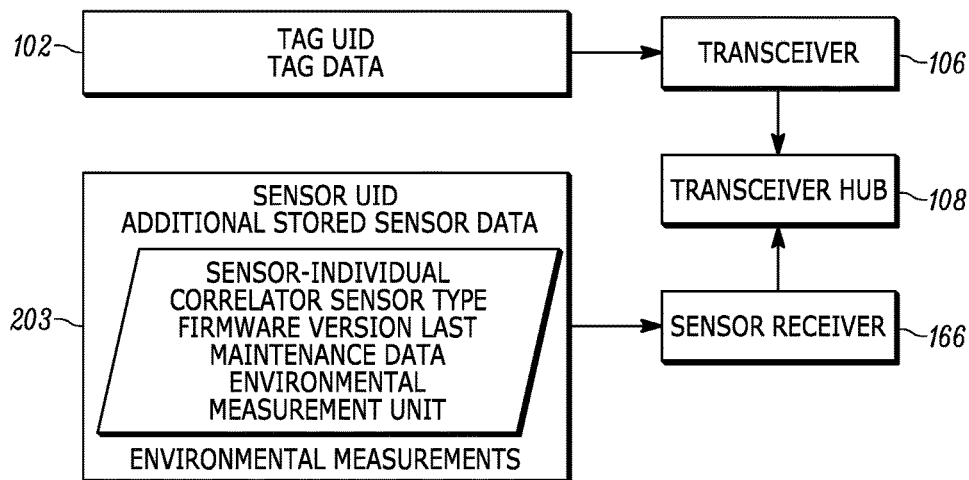 102
TAG UID
TAG DATA
TRANSCEIVER
106
TRANSCEIVER HUB
108
203
SENSOR UID
ADDITIONAL STORED SENSOR DATA
SENSOR-INDIVIDUAL
CORRELATOR SENSOR TYPE
FIRMWARE VERSION LAST
MAINTENANCE DATA
ENVIRONMENTAL
MEASUREMENT UNIT
ENVIRONMENTAL MEASUREMENTS
SENSOR RECEIVER
166